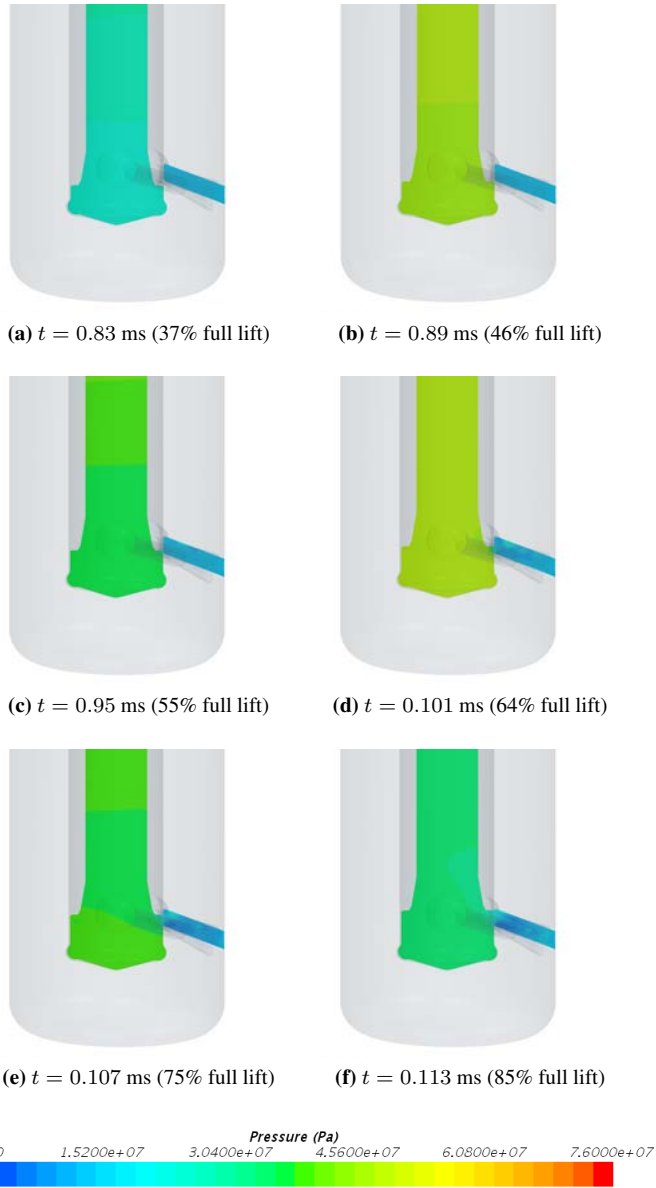 (a) t = 0.83 ms (37% full lift) (b) t = 0.89 ms (46% full lift)
(c) t = 0.95 ms (55% full lift) (d) t = 0.101 ms (64% full lift)
(e) t = 0.107 ms (75% full lift) (f) t = 0.113 ms (85% full lift)
Pressure (Pa)
0 1.5200e+07 3.0400e+07 4.5600e+07 6.0800e+07 7.6000e+07